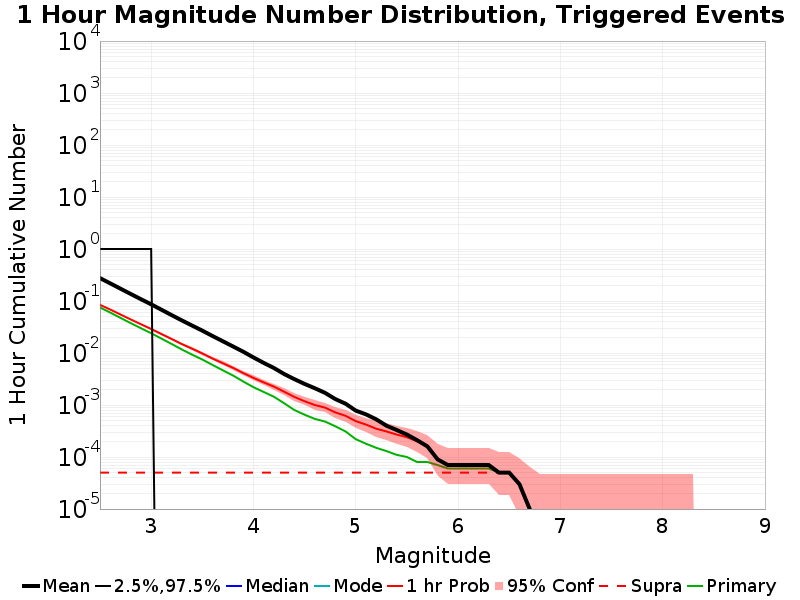 1 Hour Magnitude Number Distribution, Triggered Events
10^4
10^3
10^2
10^1
10^0
10^-1
10^-2
10^-3
10^-4
10^-5
1 Hour Cumulative Number
3 4 5 6 7 8 9
Magnitude
Mean 2.5%,97.5% Median Mode 1 hr Prob 95% Conf Supra Primary